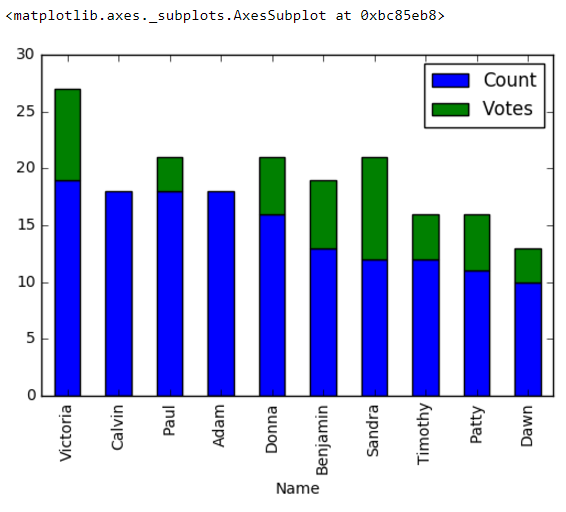 <matplotlib.axes._subplots.AxesSubplot at 0xbc85eb8>
30
25
20
15
10
5
0
Count
Votes
Victoria
Calvin
Paul
Adam
Donna
Benjamin
Sandra
Timothy
Patty
Dawn
Name